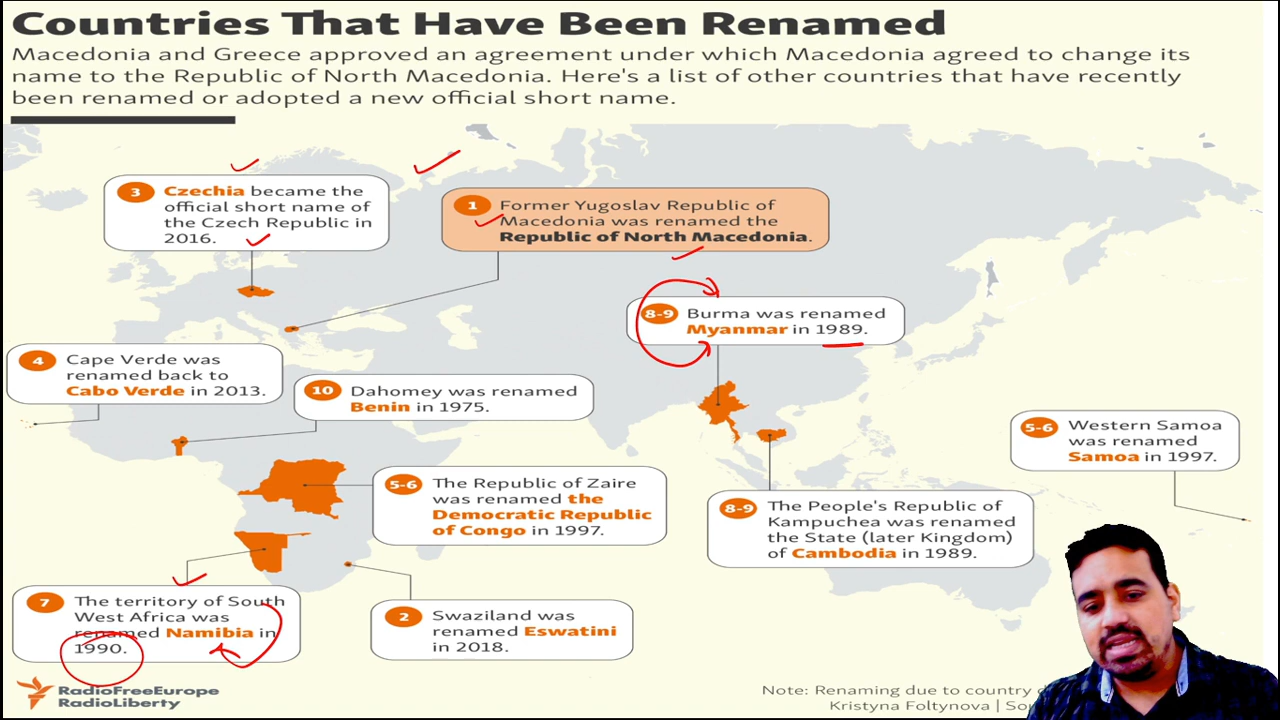 Countries That Have Been Renamed
Macedonia and Greece approved an agreement under which Macedonia agreed to change its
name to the Republic of North Macedonia. Here's a list of other countries that have recently
been renamed or adopted a new official short name.
3
Czechia became the
official short name of
the Czech Republic in
2016.
1
Former Yugoslav Republic of
Macedonia was renamed the
Republic of North Macedonia.
8-9
Burma was renamed
Myanmar in 1989.
4
Cape Verde was
renamed back to
Cabo Verde in 2013.
10
Dahomey was renamed
Benin in 1975.
5-6
Western Samoa
was renamed
Samoa in 1997.
5-6
The Republic of Zaire
was renamed the
Democratic Republic
of Congo in 1997.
8-9
The People's Republic of
Kampuchea was renamed
the State (later Kingdom)
of Cambodia in 1989.
7
The territory of South
West Africa was
renamed Namibia in
1990.
2
Swaziland was
renamed Eswatini
in 2018.
RadioFreeEurope
RadioLiberty
Note: Renaming due to country
Kristyna Foltynova |